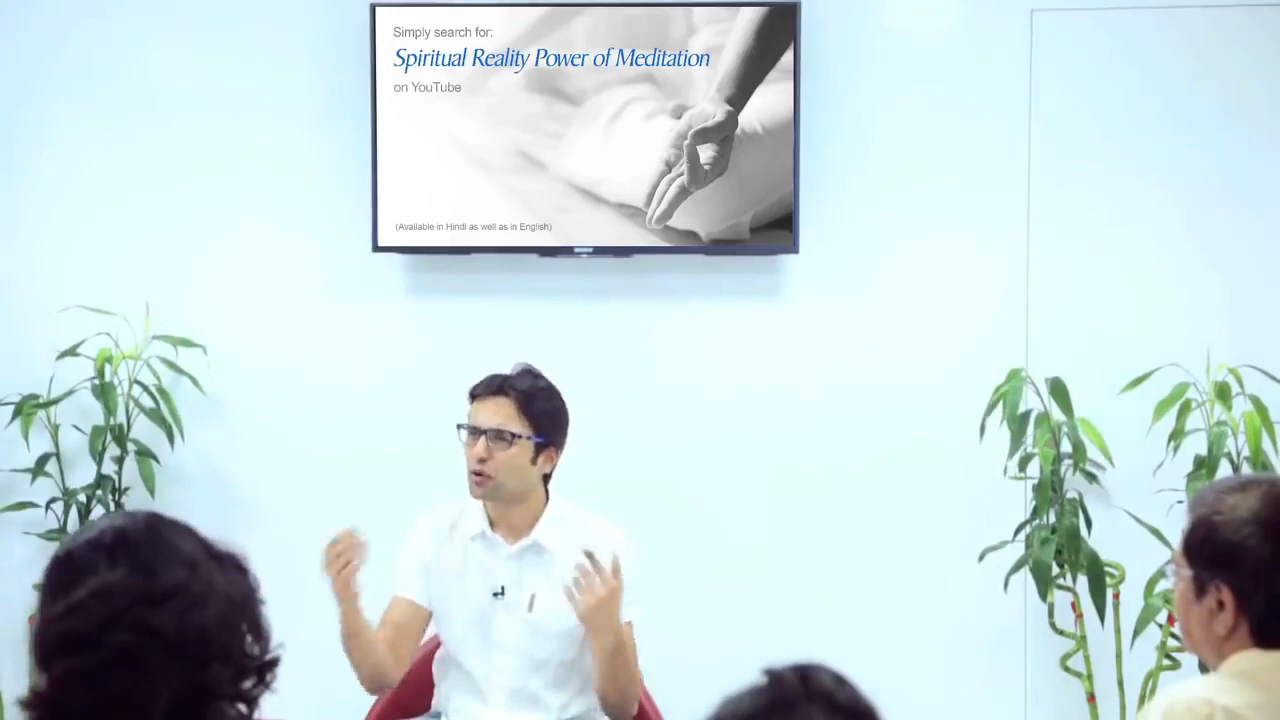 Simply search for:
Spiritual Reality Power of Meditation
on YouTube
(Available in Hindi as well as in English)